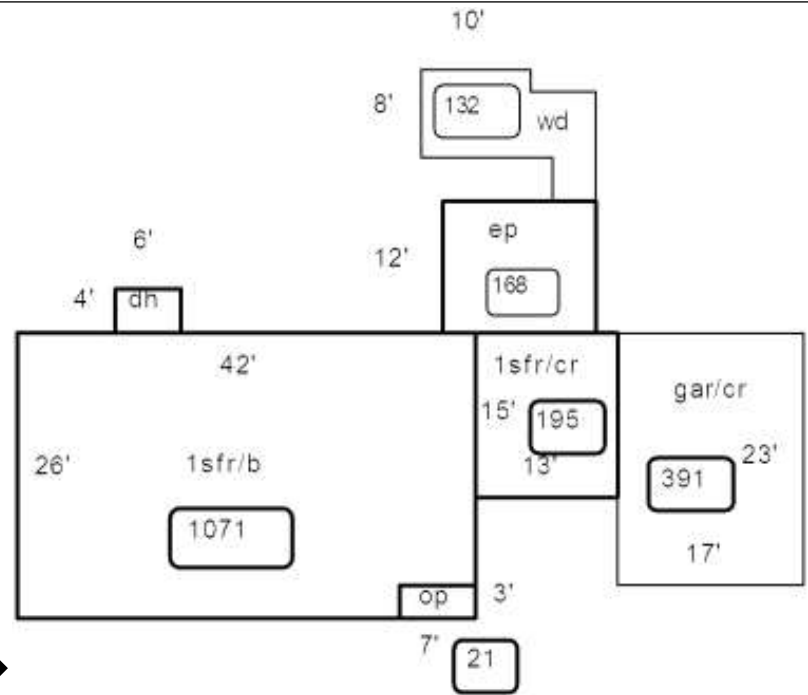 10'
8'
132
wd
ep
12'
168
6'
4'
dh
42'
1sfr/cr
15'
195
13'
gar/cr
23'
391
17'
26'
1sfr/b
1071
op
3'
7'
21